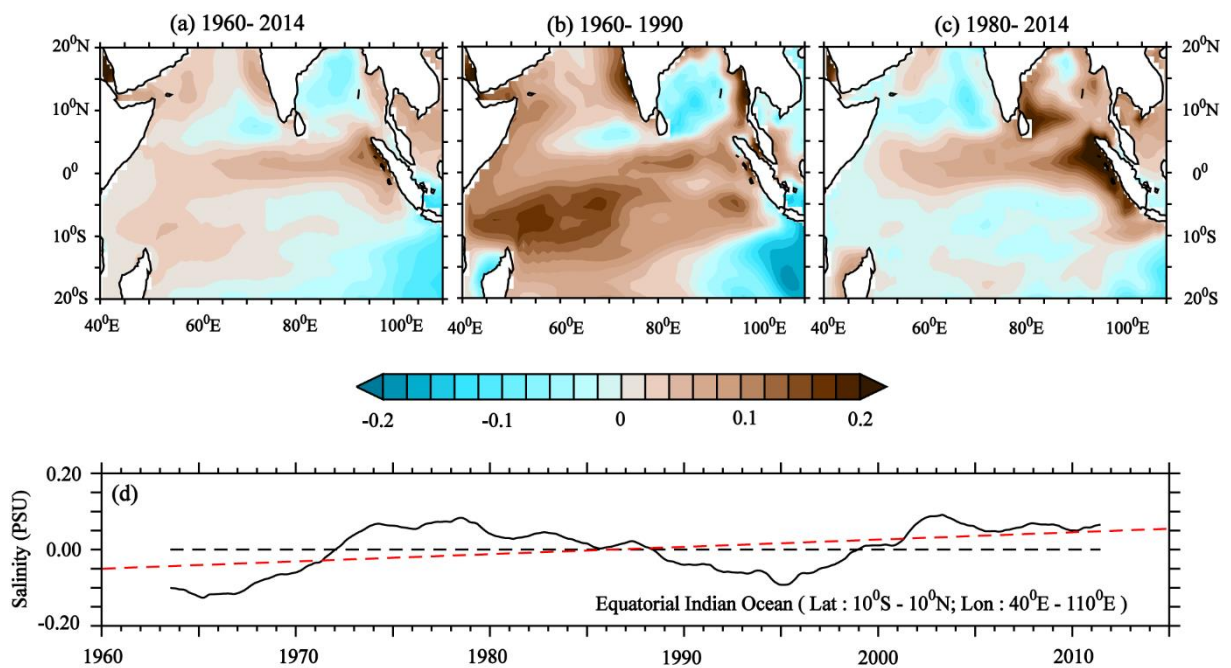 (a) 1960- 2014 (b) 1960- 1990 (c) 1980- 2014
20⁰N 20⁰N
10⁰N 10⁰N
0⁰ 0⁰
10⁰S 10⁰S
20⁰S 20⁰S
40⁰E 60⁰E 80⁰E 100⁰E 40⁰E 60⁰E 80⁰E 100⁰E 40⁰E 60⁰E 80⁰E 100⁰E
-0.2 -0.1 0 0.1 0.2
Salinity (PSU)
0.20
0.00
-0.20
(d)
Equatorial Indian Ocean ( Lat : 10⁰S - 10⁰N; Lon : 40⁰E - 110⁰E )
1960 1970 1980 1990 2000 2010